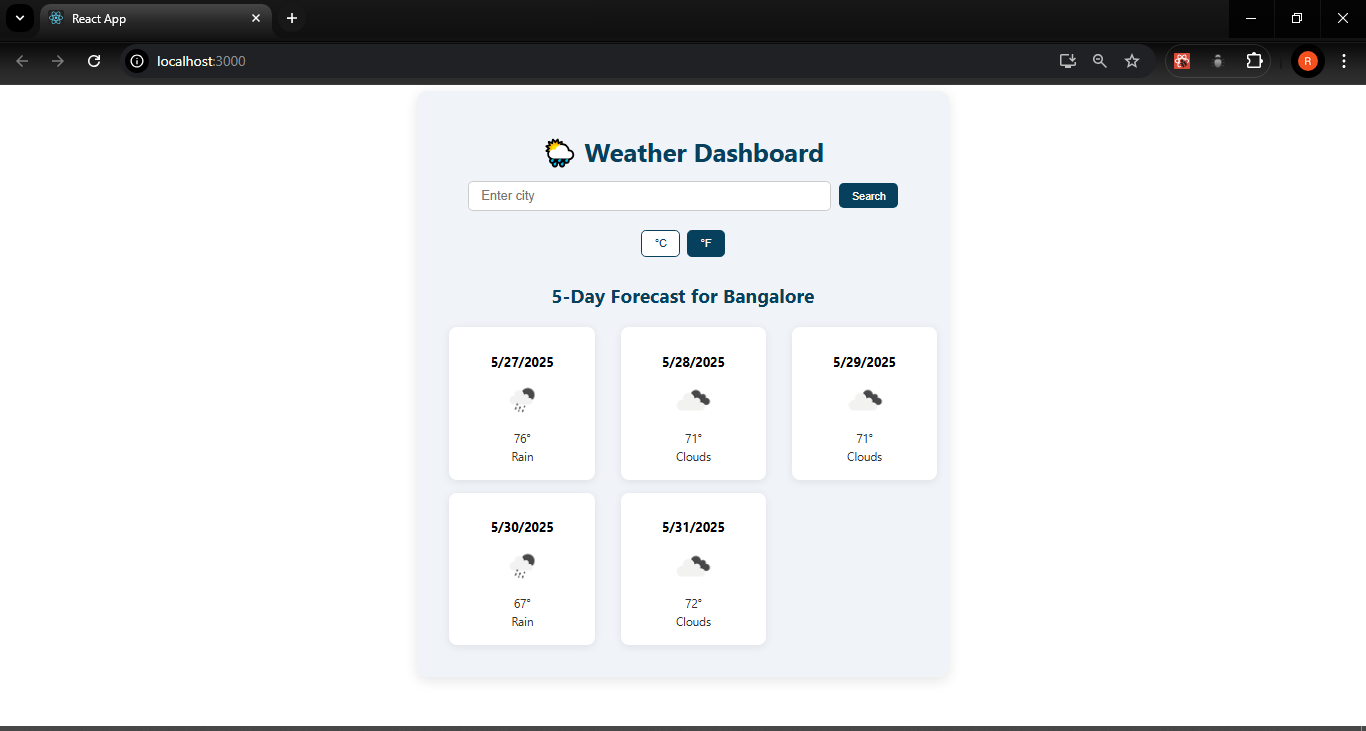 React App
localhost:3000
R
Weather Dashboard
Enter city
Search
°C
°F
5-Day Forecast for Bangalore
5/27/2025
76°
Rain
5/28/2025
71°
Clouds
5/29/2025
71°
Clouds
5/30/2025
67°
Rain
5/31/2025
72°
Clouds